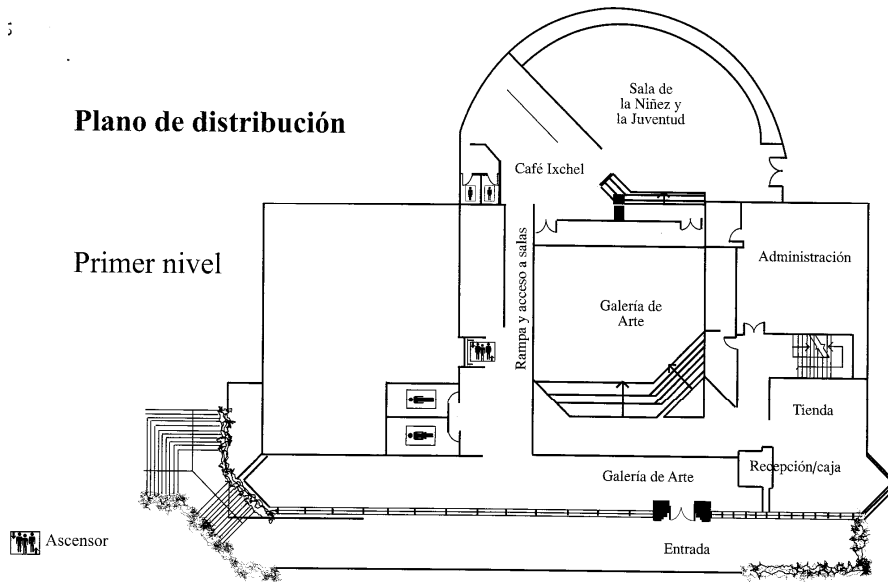 Plano de distribución
Primer nivel
Sala de
la Niñez y
la Juventud
Café Ixchel
Rampa y acceso a salas
Administración
Galería de
Arte
Tienda
Recepción/caja
Galería de Arte
Entrada
Ascensor